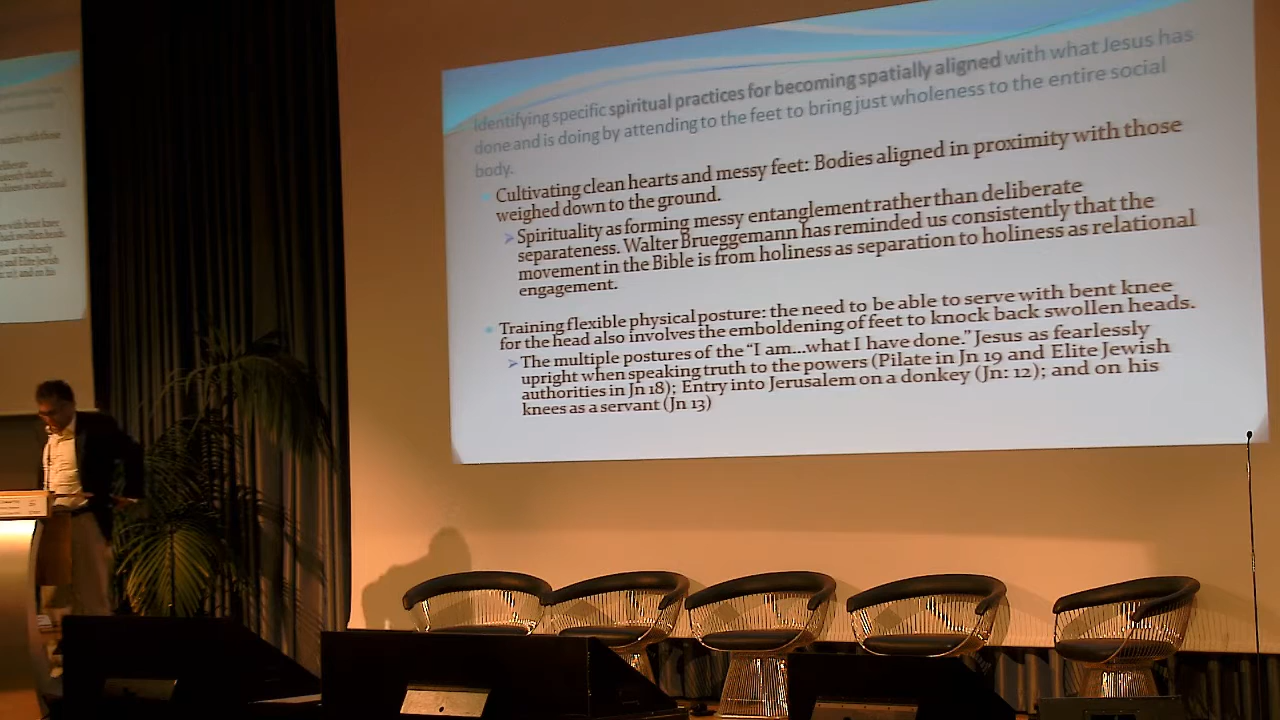 Identifying specific spiritual practices for becoming spatially aligned with what Jesus has
done and is doing by attending to the feet to bring just wholeness to the entire social
body.
Cultivating clean hearts and messy feet: Bodies aligned in proximity with those
weighed down to the ground.
Spirituality as forming messy entanglement rather than deliberate
separateness. Walter Brueggemann has reminded us consistently that the
movement in the Bible is from holiness as separation to holiness as relational
engagement.
Training flexible physical posture: the need to be able to serve with bent knee
for the head also involves the emboldening of feet to knock back swollen heads.
The multiple postures of the “I am...what I have done.” Jesus as fearlessly
upright when speaking truth to the powers (Pilate in Jn 19 and Elite Jewish
authorities in Jn 18); Entry into Jerusalem on a donkey (Jn: 12); and on his
knees as a servant (Jn 13)